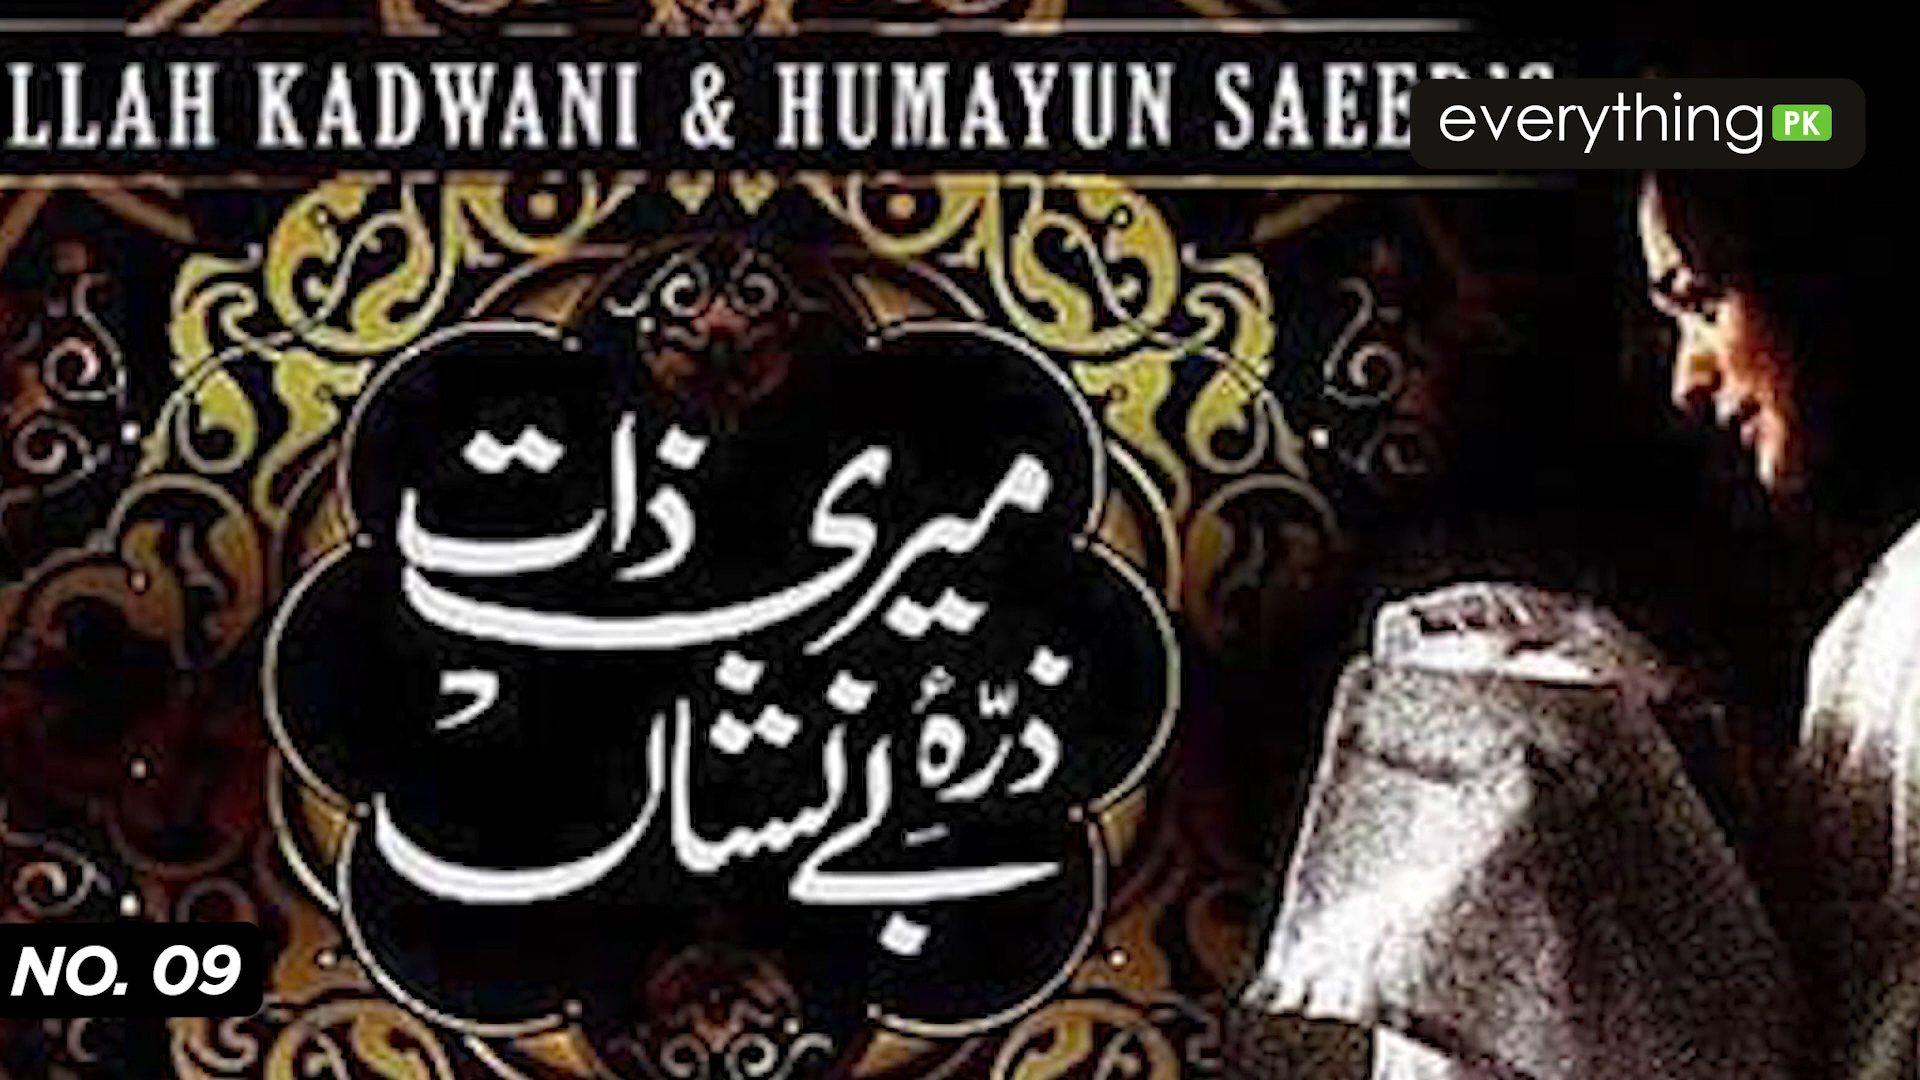 LLAH KADWANI & HUMAYUN SAEED'S
everything PK
میری ذات
ذرّۂ بے نشاں
NO. 09